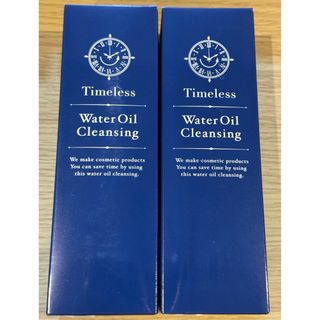 Timeless
Water Oil
Cleansing
We make cosmetic products
You can save time by using
this water oil cleansing.
Timeless
Water Oil
Cleansing
We make cosmetic products
You can save time by using
this water oil cleansing.